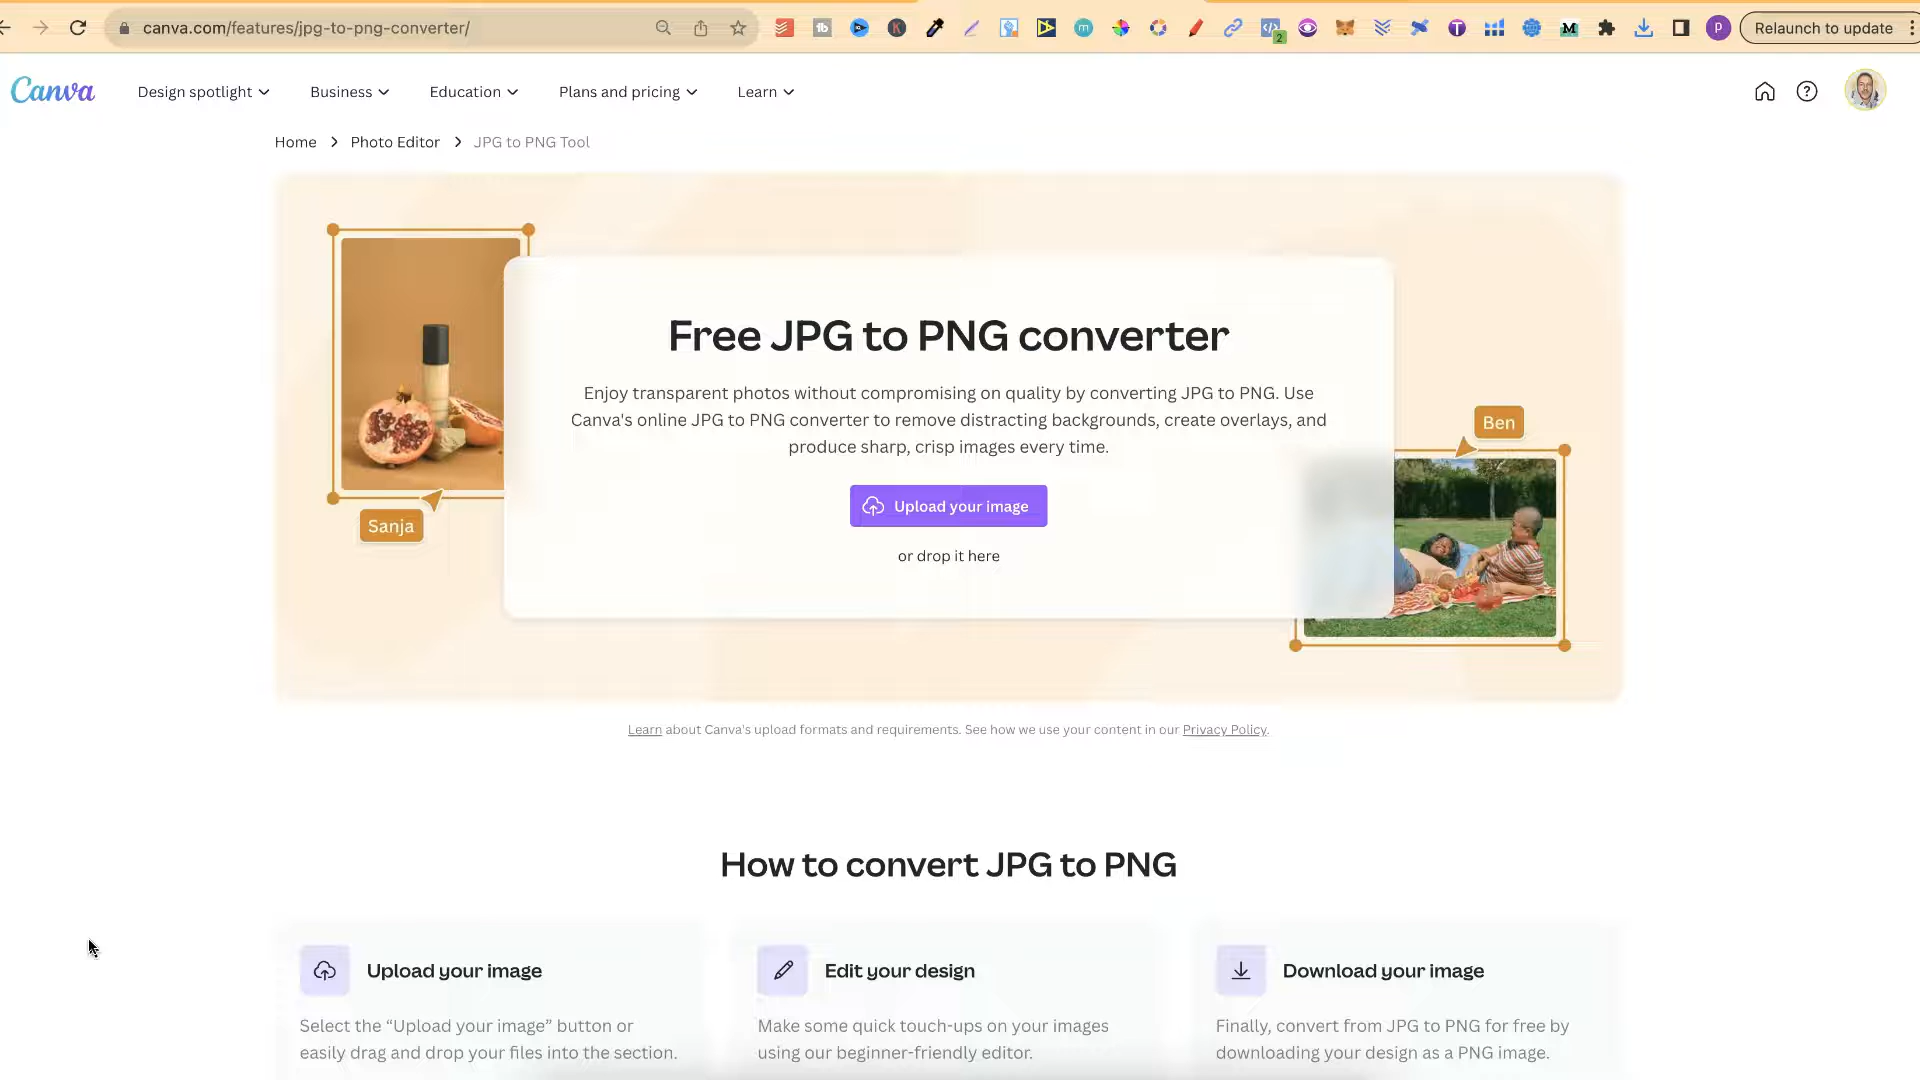 canva.com/features/jpg-to-png-converter/
2
P
Relaunch to update
Canva
Design spotlight
Business
Education
Plans and pricing
Learn
Home > Photo Editor > JPG to PNG Tool
Free JPG to PNG converter
Enjoy transparent photos without compromising on quality by converting JPG to PNG. Use
Canva's online JPG to PNG converter to remove distracting backgrounds, create overlays, and
produce sharp, crisp images every time.
Upload your image
or drop it here
Sanja
Ben
Learn about Canva's upload formats and requirements. See how we use your content in our Privacy Policy.
How to convert JPG to PNG
Upload your image
Select the “Upload your image” button or
easily drag and drop your files into the section.
Edit your design
Make some quick touch-ups on your images
using our beginner-friendly editor.
Download your image
Finally, convert from JPG to PNG for free by
downloading your design as a PNG image.